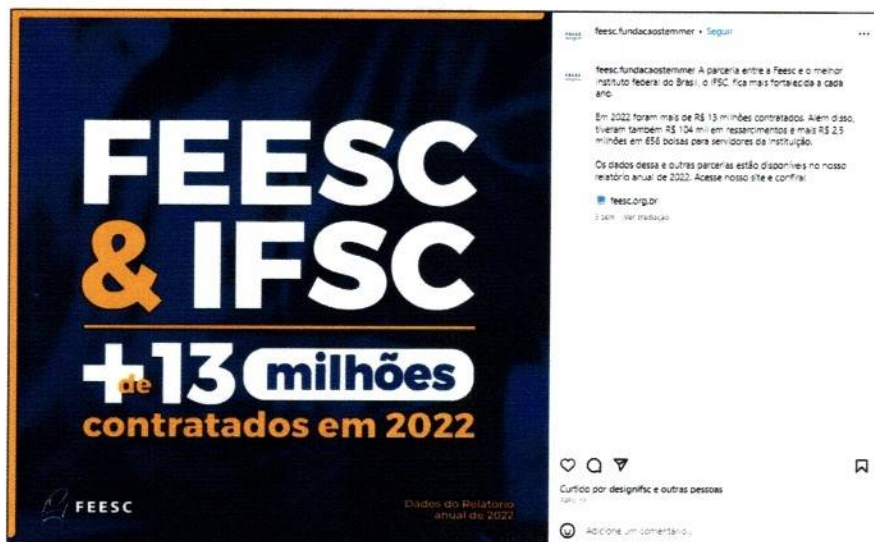 FEESC
& IFSC
+de 13 milhões
contratados em 2022
FEESC
Dados do Relatório
anual de 2022
feesc.fundacaostemmer • Seguir
feesc.fundacaostemmer A parceria entre a Feesc e o melhor
instituto federal do Brasil, o IFSC, fica mais fortalecida a cada
ano.
Em 2022 foram mais de R$ 13 milhões contratados. Além disso,
tiveram também R$ 104 mil em ressarcimentos e mais R$ 2,5
milhões em 656 bolsas para servidores da instituição.
Os dados dessa e outras parcerias estão disponíveis no nosso
relatório anual de 2022. Acesse nosso site e confira!
feesc.org.br
3 sem Ver tradução
Curtido por designifsc e outras pessoas
Adicione um comentário...